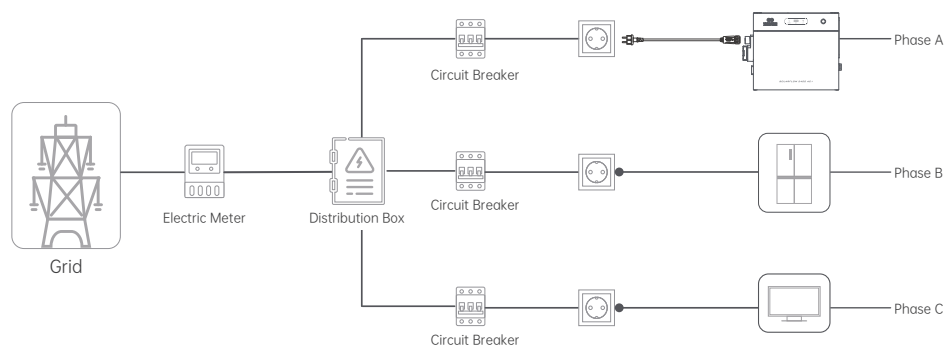 Phase A
Circuit Breaker
Phase B
Circuit Breaker
Electric Meter
Distribution Box
Grid
Phase C
Circuit Breaker